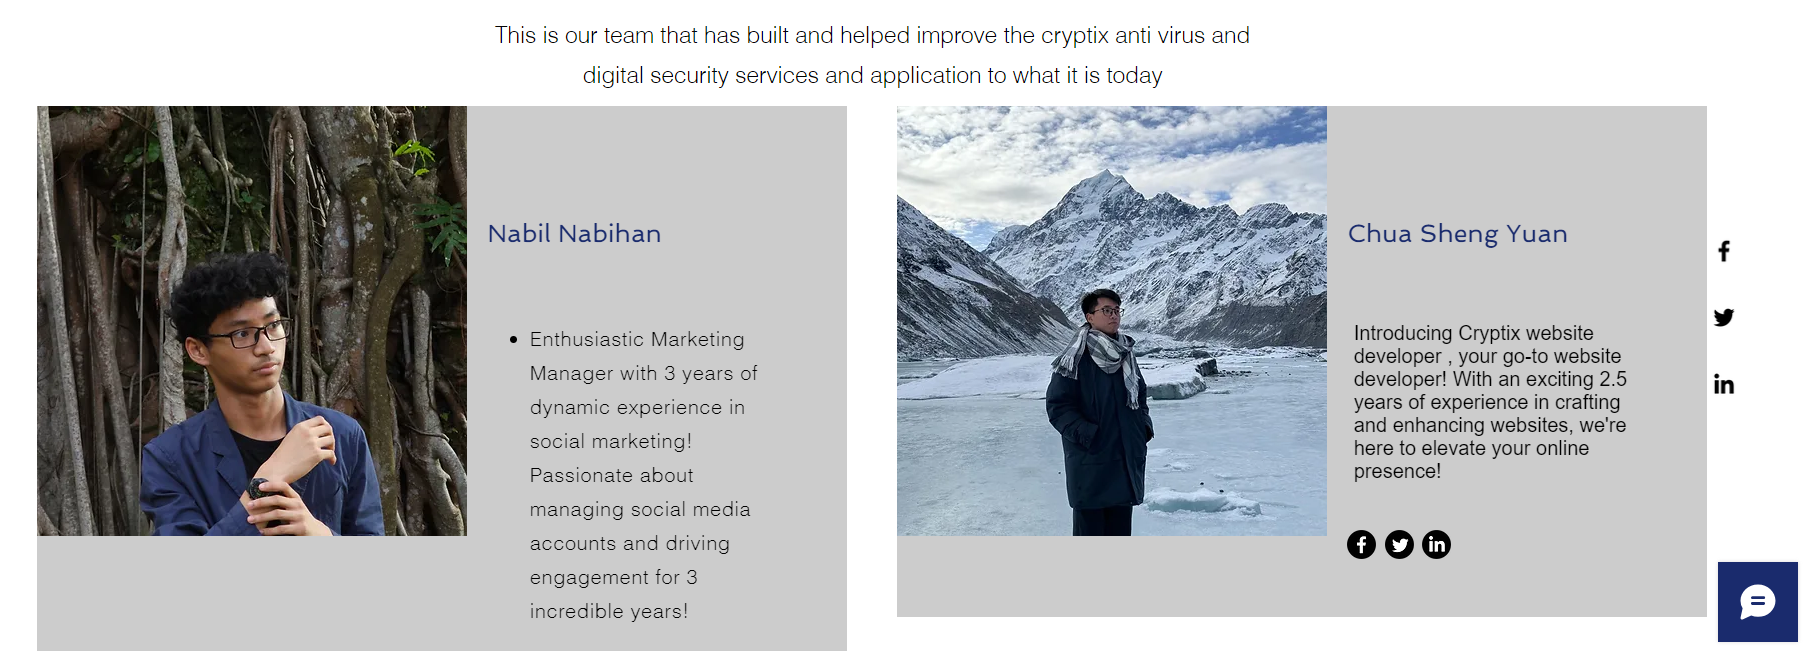 This is our team that has built and helped improve the cryptix anti virus and
digital security services and application to what it is today
Nabil Nabihan
Enthusiastic Marketing
Manager with 3 years of
dynamic experience in
social marketing!
Passionate about
managing social media
accounts and driving
engagement for 3
incredible years!
Chua Sheng Yuan
Introducing Cryptix website
developer , your go-to website
developer! With an exciting 2.5
years of experience in crafting
and enhancing websites, we're
here to elevate your online
presence!